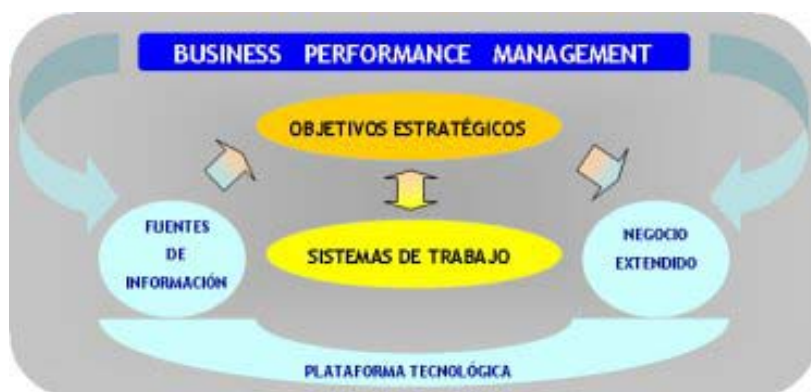 BUSINESS PERFORMANCE MANAGEMENT
OBJETIVOS ESTRATÉGICOS
FUENTES
DE
INFORMACIÓN
SISTEMAS DE TRABAJO
NEGOCIO
EXTENDIDO
PLATAFORMA TECNOLÓGICA